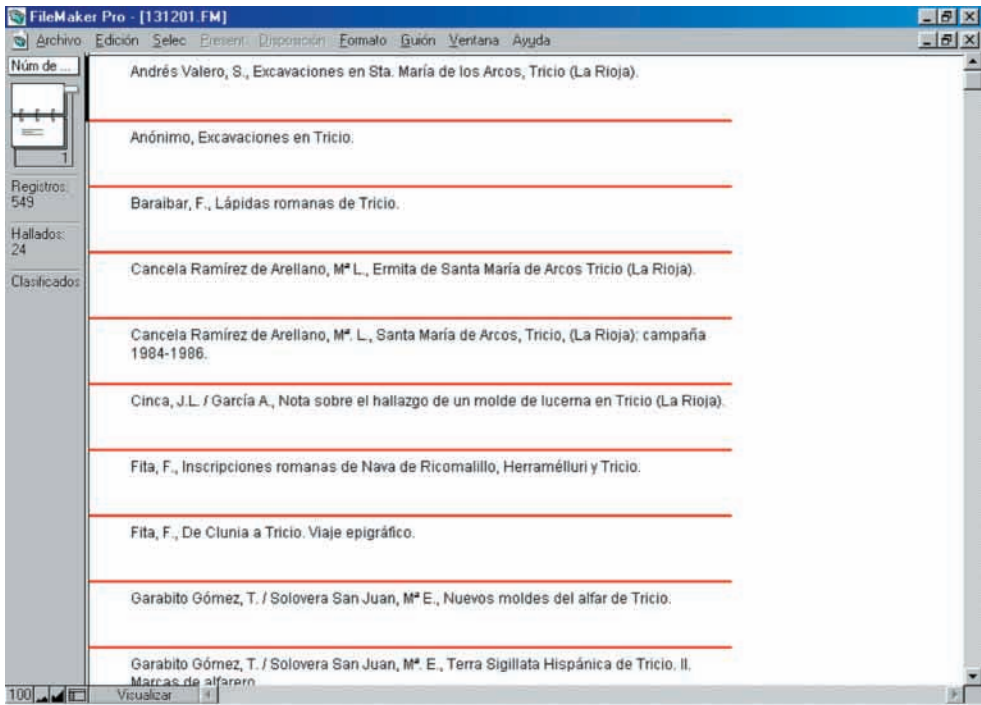 FileMaker Pro - [131201.FM]
Archivo Edición Selec Present. Disposición Formato Guión Ventana Ayuda
Núm de ...
1
Registros:
549
Hallados:
24
Clasificados
Andrés Valero, S., Excavaciones en Sta. María de los Arcos, Tricio (La Rioja).
Anónimo, Excavaciones en Tricio.
Baraibar, F., Lápidas romanas de Tricio.
Cancela Ramírez de Arellano, Mª L., Ermita de Santa María de Arcos Tricio (La Rioja).
Cancela Ramírez de Arellano, Mª. L., Santa María de Arcos, Tricio, (La Rioja): campaña
1984-1986.
Cinca, J.L. / García A., Nota sobre el hallazgo de un molde de lucerna en Tricio (La Rioja).
Fita, F., Inscripciones romanas de Nava de Ricomalillo, Herramélluri y Tricio.
Fita, F., De Clunia a Tricio. Viaje epigráfico.
Garabito Gómez, T. / Solovera San Juan, Mª E., Nuevos moldes del alfar de Tricio.
Garabito Gómez, T. / Solovera San Juan, Mª. E., Terra Sigillata Hispánica de Tricio. II.
Marcas de alfarero
100 Visualizar